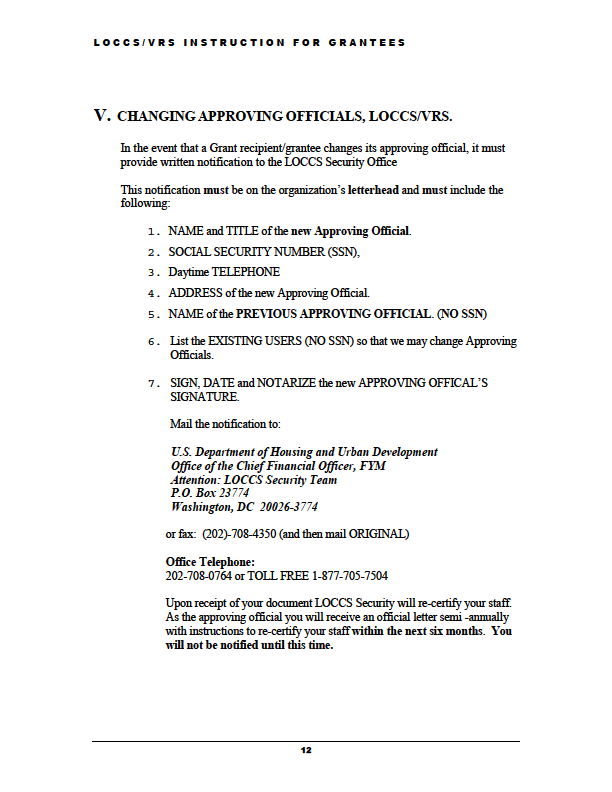 LOCCS/VRS INSTRUCTION FOR GRANTEES
V. CHANGING APPROVING OFFICIALS, LOCCS/VRS.
In the event that a Grant recipient/grantee changes its approving official, it must
provide written notification to the LOCCS Security Office
This notification must be on the organization's letterhead and must include the
following:
1. NAME and TITLE of the new Approving Official.
2. SOCIAL SECURITY NUMBER (SSN),
3. Daytime TELEPHONE
4. ADDRESS of the new Approving Official.
5. NAME of the PREVIOUS APPROVING OFFICIAL. (NO SSN)
6. List the EXISTING USERS (NO SSN) so that we may change Approving
Officials.
7. SIGN, DATE and NOTARIZE the new APPROVING OFFICAL'S
SIGNATURE.
Mail the notification to:
U.S. Department of Housing and Urban Development
Office of the Chief Financial Officer, FYM
Attention: LOCCS Security Team
P.O. Box 23774
Washington, DC 20026-3774
or fax: (202)-708-4350 (and then mail ORIGINAL)
Office Telephone:
202-708-0764 or TOLL FREE 1-877-705-7504
Upon receipt of your document LOCCS Security will re-certify your staff.
As the approving official you will receive an official letter semi -annually
with instructions to re-certify your staff within the next six months. You
will not be notified until this time.
12